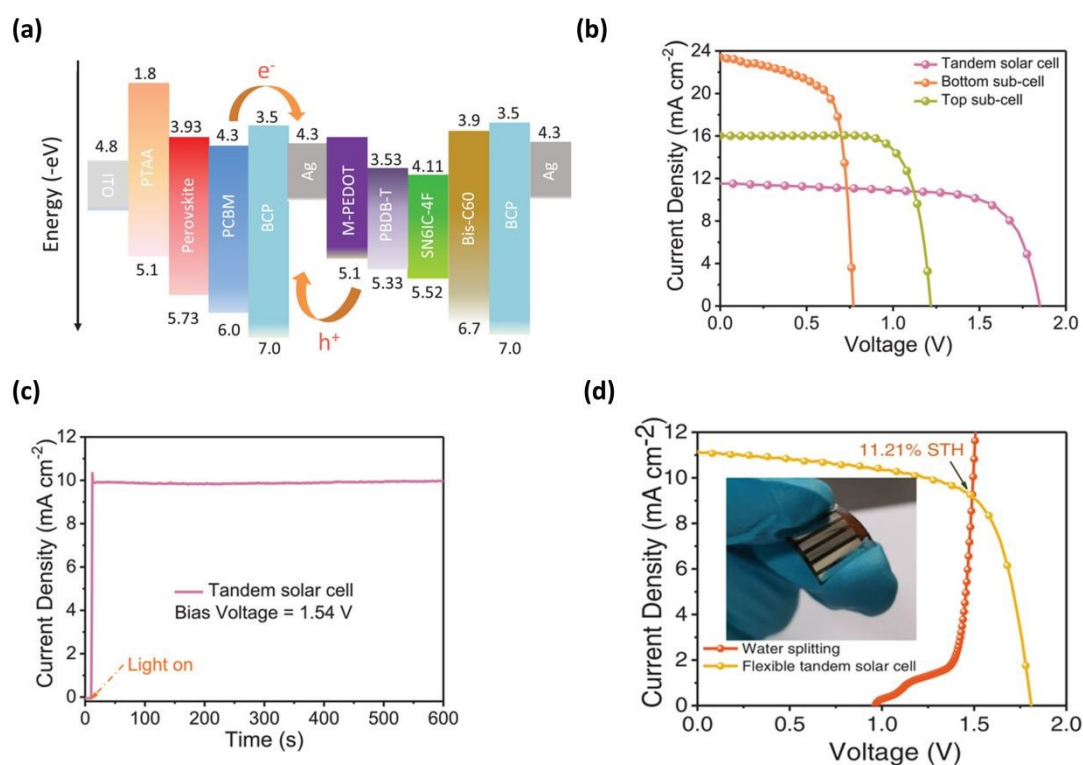 (a)
Energy (-eV)
4.8
ITO
1.8
PTAA
5.1
3.93
Perovskite
5.73
4.3
PCBM
6.0
3.5
BCP
7.0
e-
h+
4.3
Ag
M-PEDOT
5.1
3.53
PBDB-T
5.33
4.11
SN6IC-4F
5.52
3.9
Bis-C60
6.7
3.5
BCP
7.0
4.3
Ag
(b)
Current Density (mA cm-2)
24
20
16
12
8
4
0
Tandem solar cell
Bottom sub-cell
Top sub-cell
0.0 0.5 1.0 1.5 2.0
Voltage (V)
(c)
Current Density (mA cm-2)
12
10
8
6
4
2
0
Tandem solar cell
Bias Voltage = 1.54 V
Light on
0 100 200 300 400 500 600
Time (s)
(d)
Current Density (mA cm-2)
12
10
8
6
4
2
0
11.21% STH
Water splitting
Flexible tandem solar cell
0.0 0.5 1.0 1.5 2.0
Voltage (V)